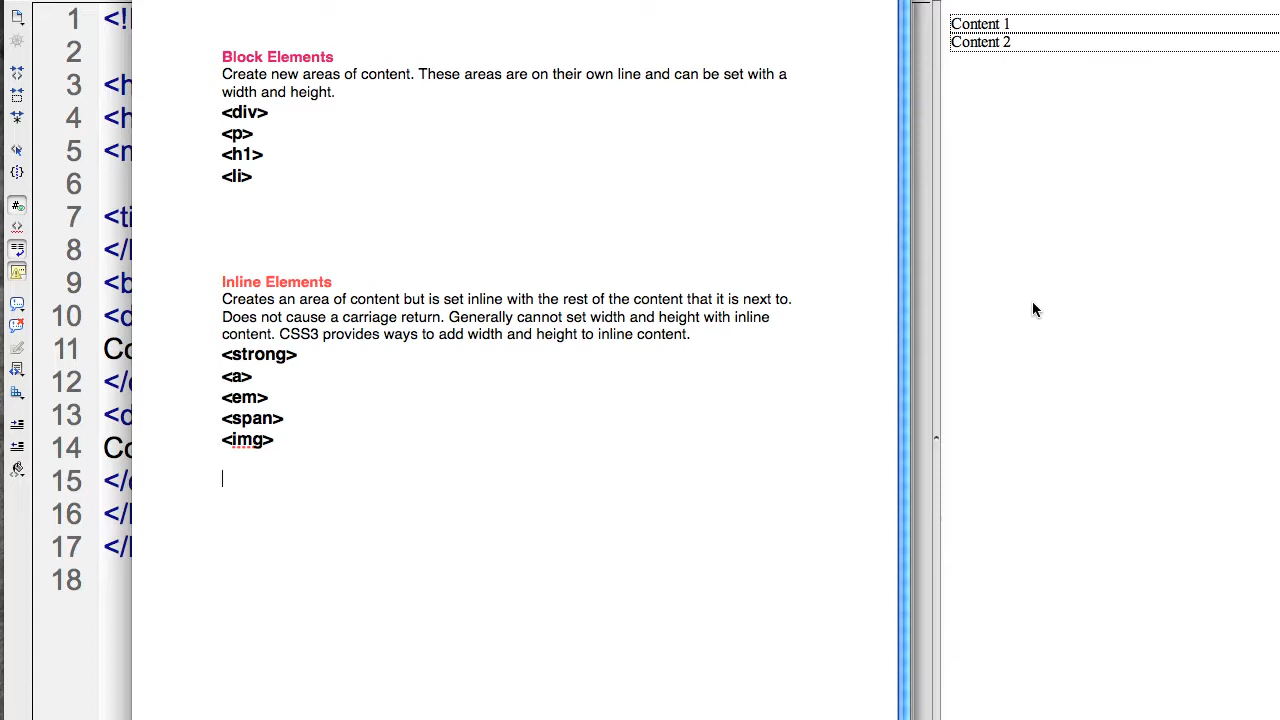 1 <!
2
3 <h
4 <h
5 <n
6
7 <ti
8 </
9 <b
10 <d
11 Co
12 </
13 <d
14 Co
15 </
16 </
17 </
18
Block Elements
Create new areas of content. These areas are on their own line and can be set with a
width and height.
<div>
<p>
<h1>
<li>
Inline Elements
Creates an area of content but is set inline with the rest of the content that it is next to.
Does not cause a carriage return. Generally cannot set width and height with inline
content. CSS3 provides ways to add width and height to inline content.
<strong>
<a>
<em>
<span>
<img>
Content 1
Content 2